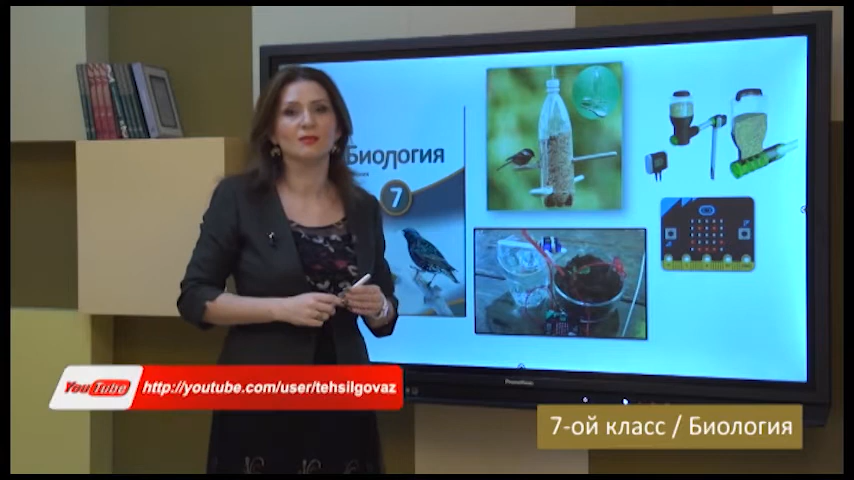 Биология
7
YouTube http://youtube.com/user/tehsilgovaz
7-ой класс / Биология